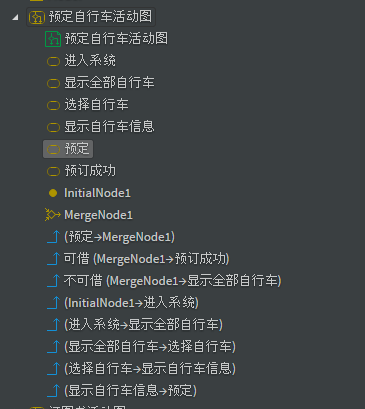 预定自行车活动图
预定自行车活动图
进入系统
显示全部自行车
选择自行车
显示自行车信息
预定
预订成功
InitialNode1
MergeNode1
(预定→MergeNode1)
可借 (MergeNode1→预订成功)
不可借 (MergeNode1→显示全部自行车)
(InitialNode1→进入系统)
(进入系统→显示全部自行车)
(显示全部自行车→选择自行车)
(选择自行车→显示自行车信息)
(显示自行车信息→预定)